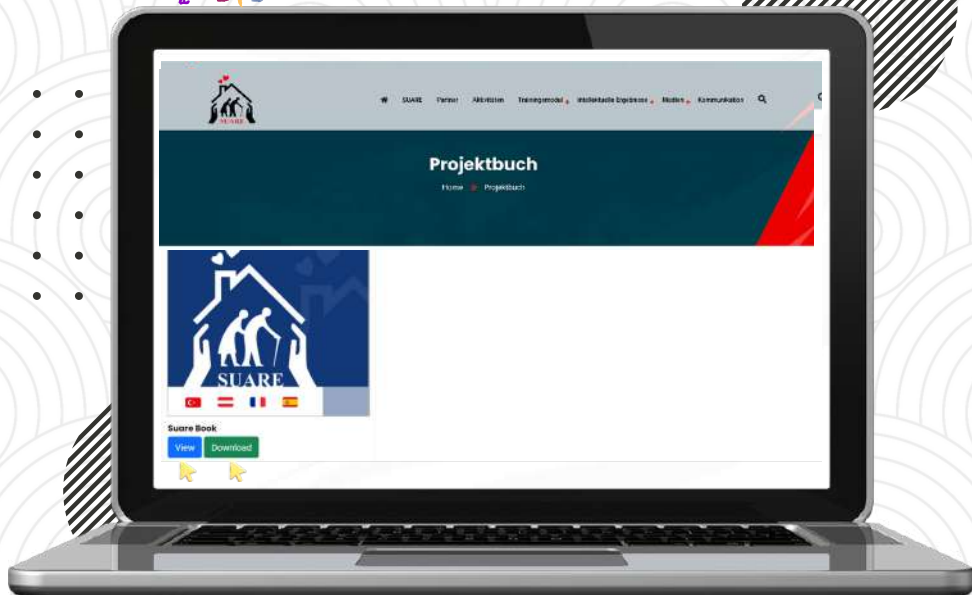 SUARE
SUARE Partner Aktivitäten Trainingsmodul Intellektuelle Ergebnisse Medien Kommunikation
Projektbuch
Home Projektbuch
SUARE
Suare Book
View Download